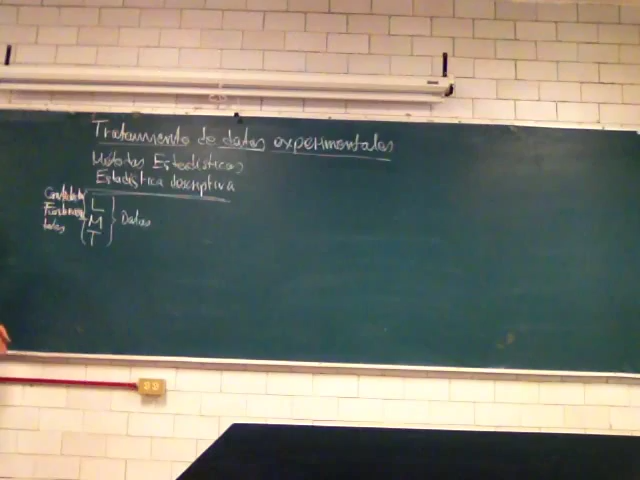 Tratamiento de datos experimentales
Métodos Estadísticos
Estadística descriptiva
L
M
T
Datos